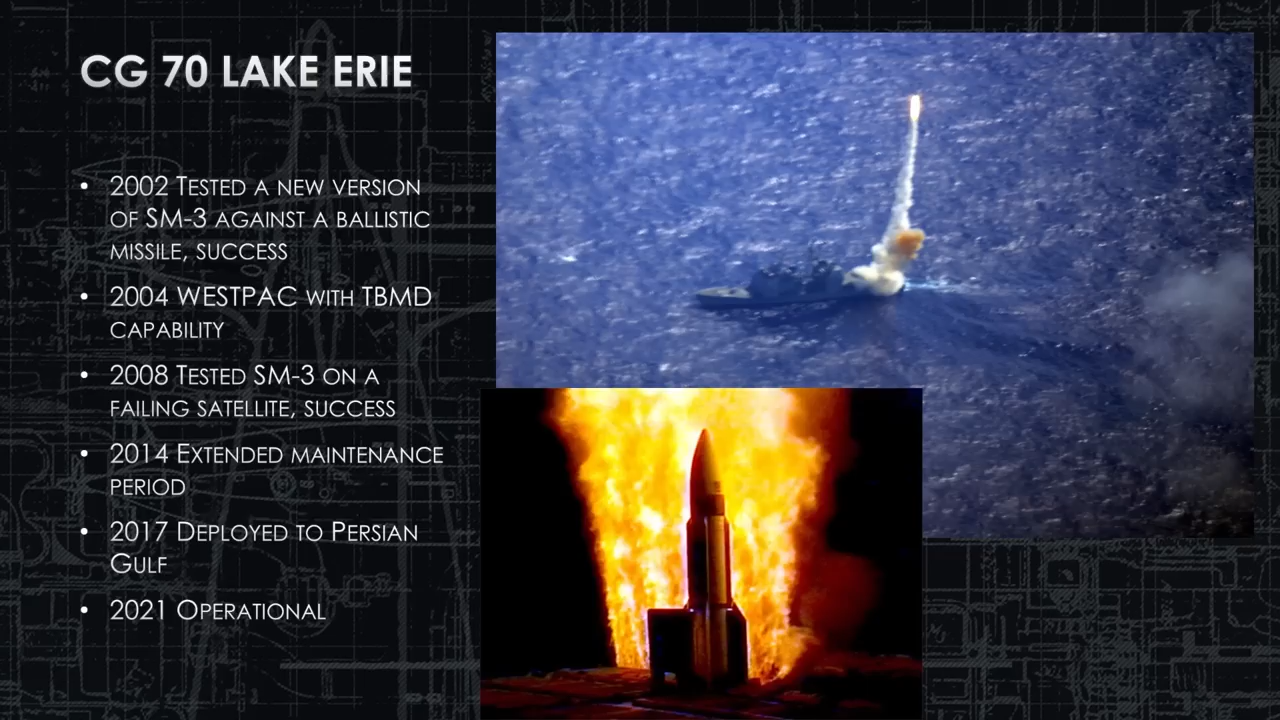 CG 70 LAKE ERIE
• 2002 Tested a new version
of SM-3 against a ballistic
missile, success
• 2004 WESTPAC with TBMD
capability
• 2008 Tested SM-3 on a
failing satellite, success
• 2014 Extended maintenance
period
• 2017 Deployed to Persian
Gulf
• 2021 Operational